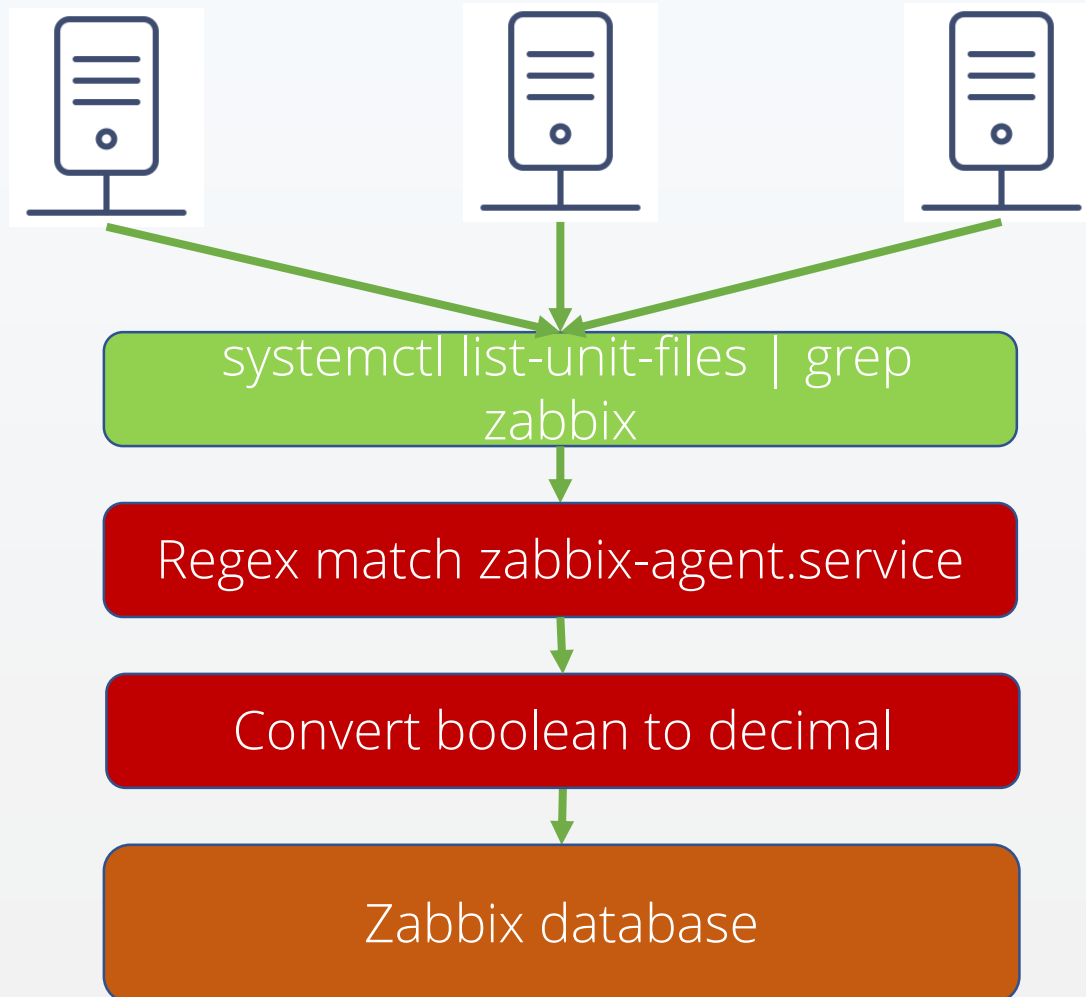 systemctl list-unit-files | grep
zabbix
Regex match zabbix-agent.service
Convert boolean to decimal
Zabbix database